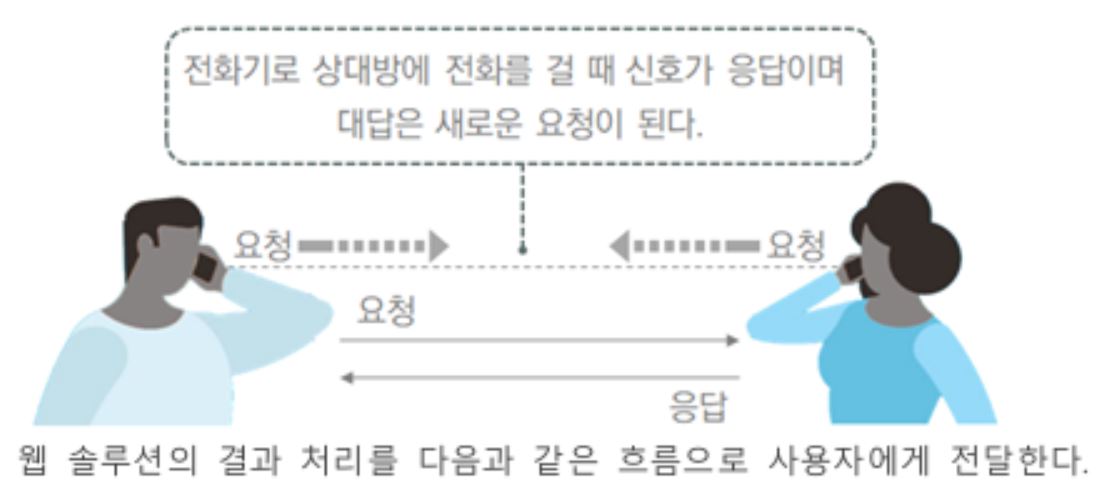 전화기로 상대방에 전화를 걸 때 신호가 응답이며
대답은 새로운 요청이 된다.
요청 요청
요청
응답
웹 솔루션의 결과 처리를 다음과 같은 흐름으로 사용자에게 전달한다.